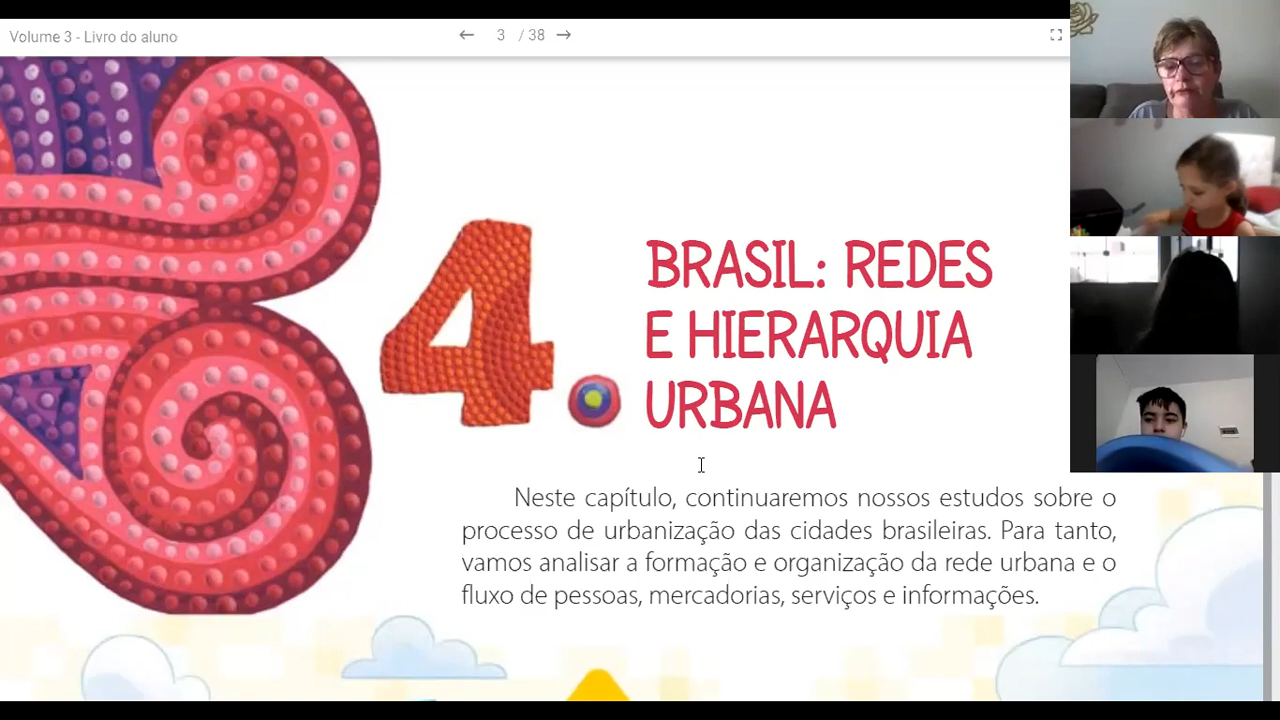 Volume 3 - Livro do aluno
← 3 / 38 →
4.
BRASIL: REDES
E HIERARQUIA
URBANA
Neste capítulo, continuaremos nossos estudos sobre o
processo de urbanização das cidades brasileiras. Para tanto,
vamos analisar a formação e organização da rede urbana e o
fluxo de pessoas, mercadorias, serviços e informações.